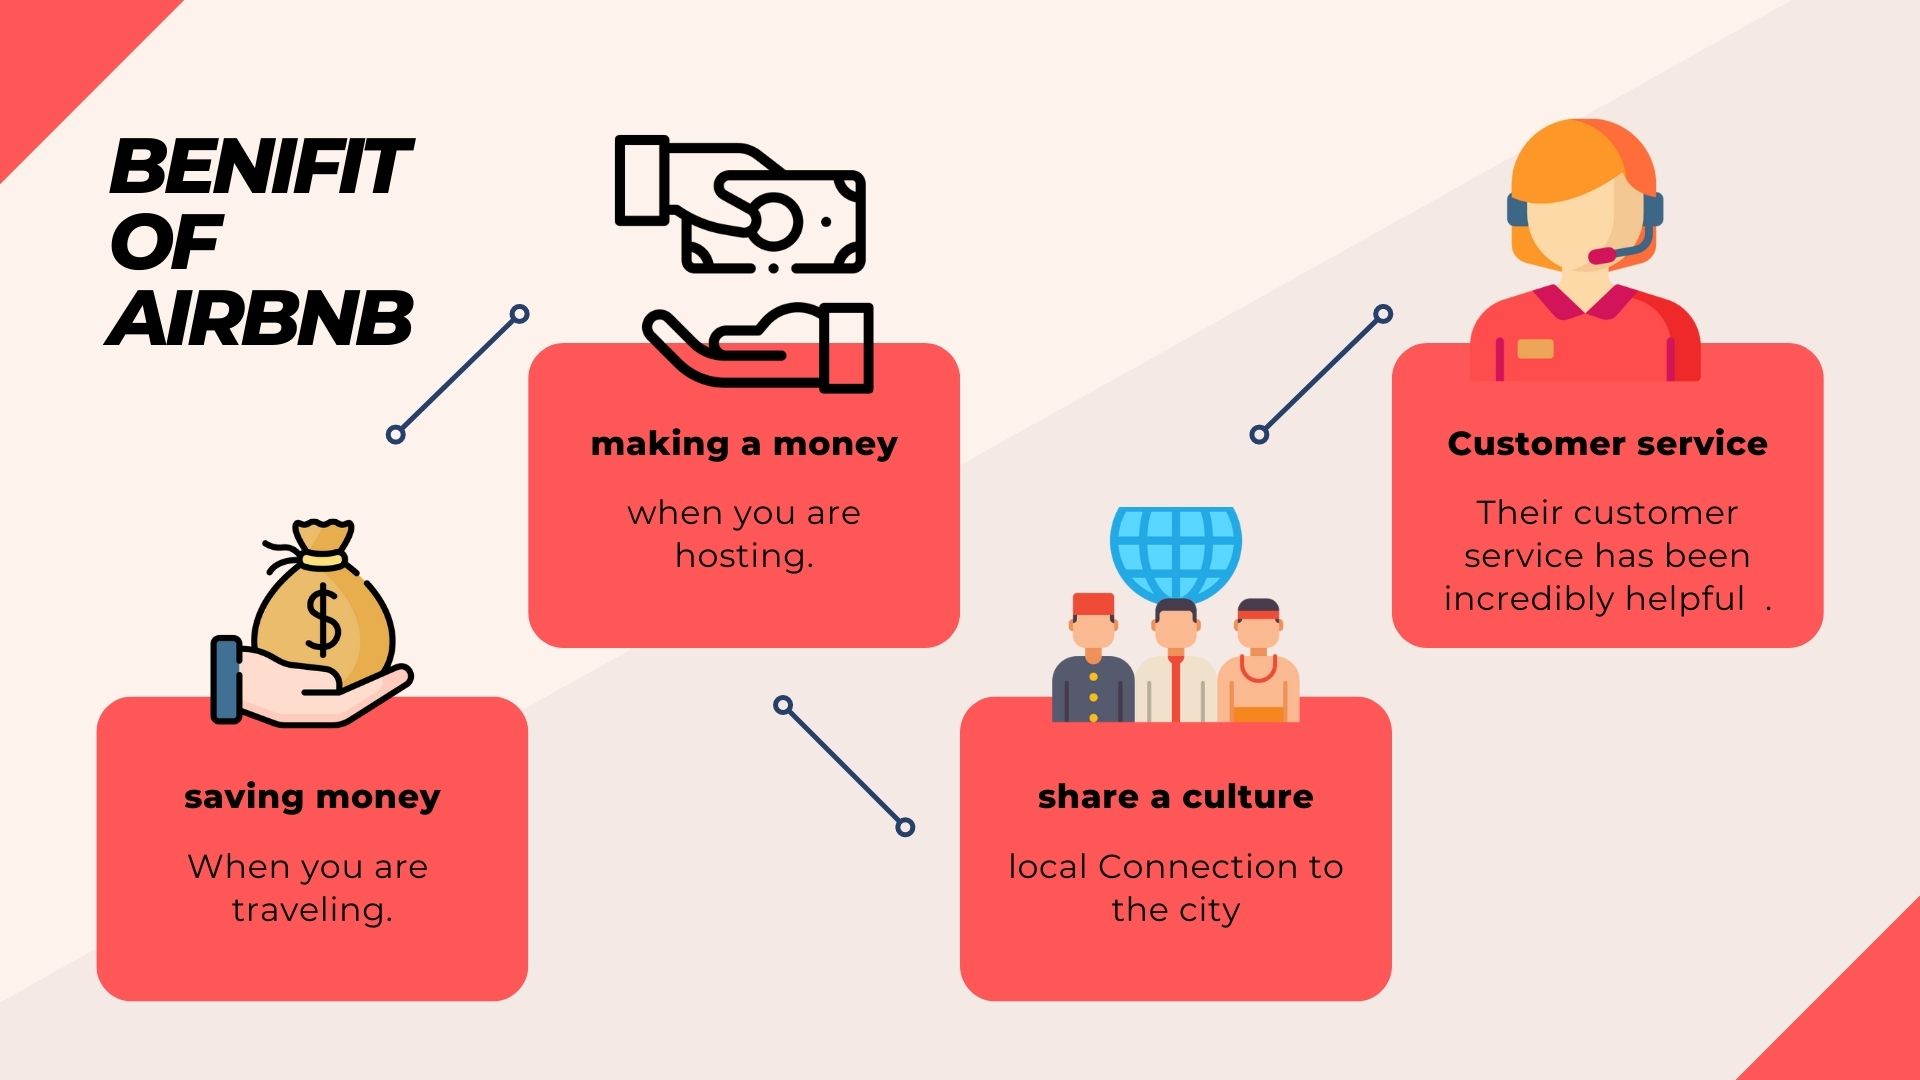 BENIFIT
OF
AIRBNB
saving money
When you are
traveling.
making a money
when you are
hosting.
share a culture
local Connection to
the city
Customer service
Their customer
service has been
incredibly helpful  .